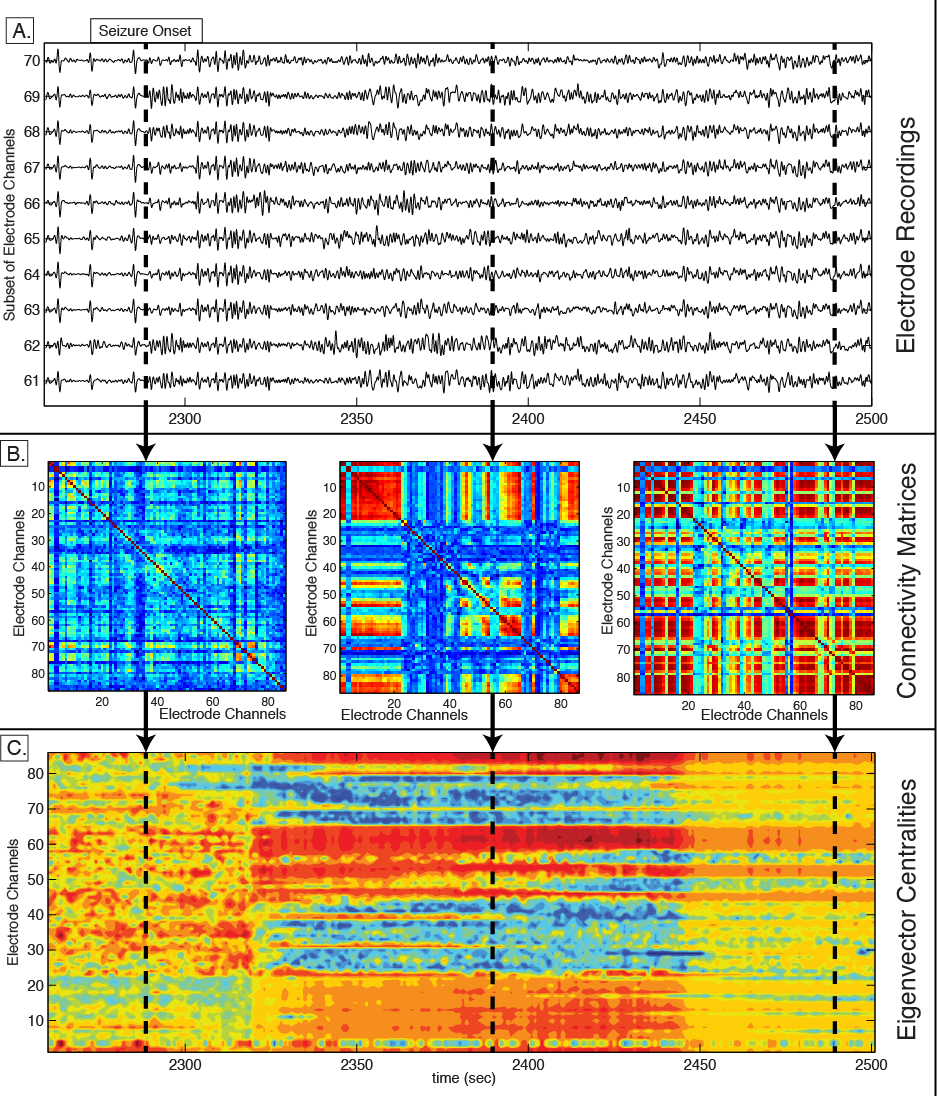 A.
Seizure Onset
70
69
68
67
66
65
64
63
62
61
Subset of Electrode Channels
2300 2350 2400 2450 2500
Electrode Recordings
B.
10
20
30
40
50
60
70
80
Electrode Channels
20 40 60 80
Electrode Channels
10
20
30
40
50
60
70
80
Electrode Channels
20 40 60 80
Electrode Channels
10
20
30
40
50
60
70
80
Electrode Channels
20 40 60 80
Electrode Channels
Connectivity Matrices
C.
80
70
60
50
40
30
20
10
Electrode Channels
2300 2350 2400 2450 2500
time (sec)
Eigenvector Centralities